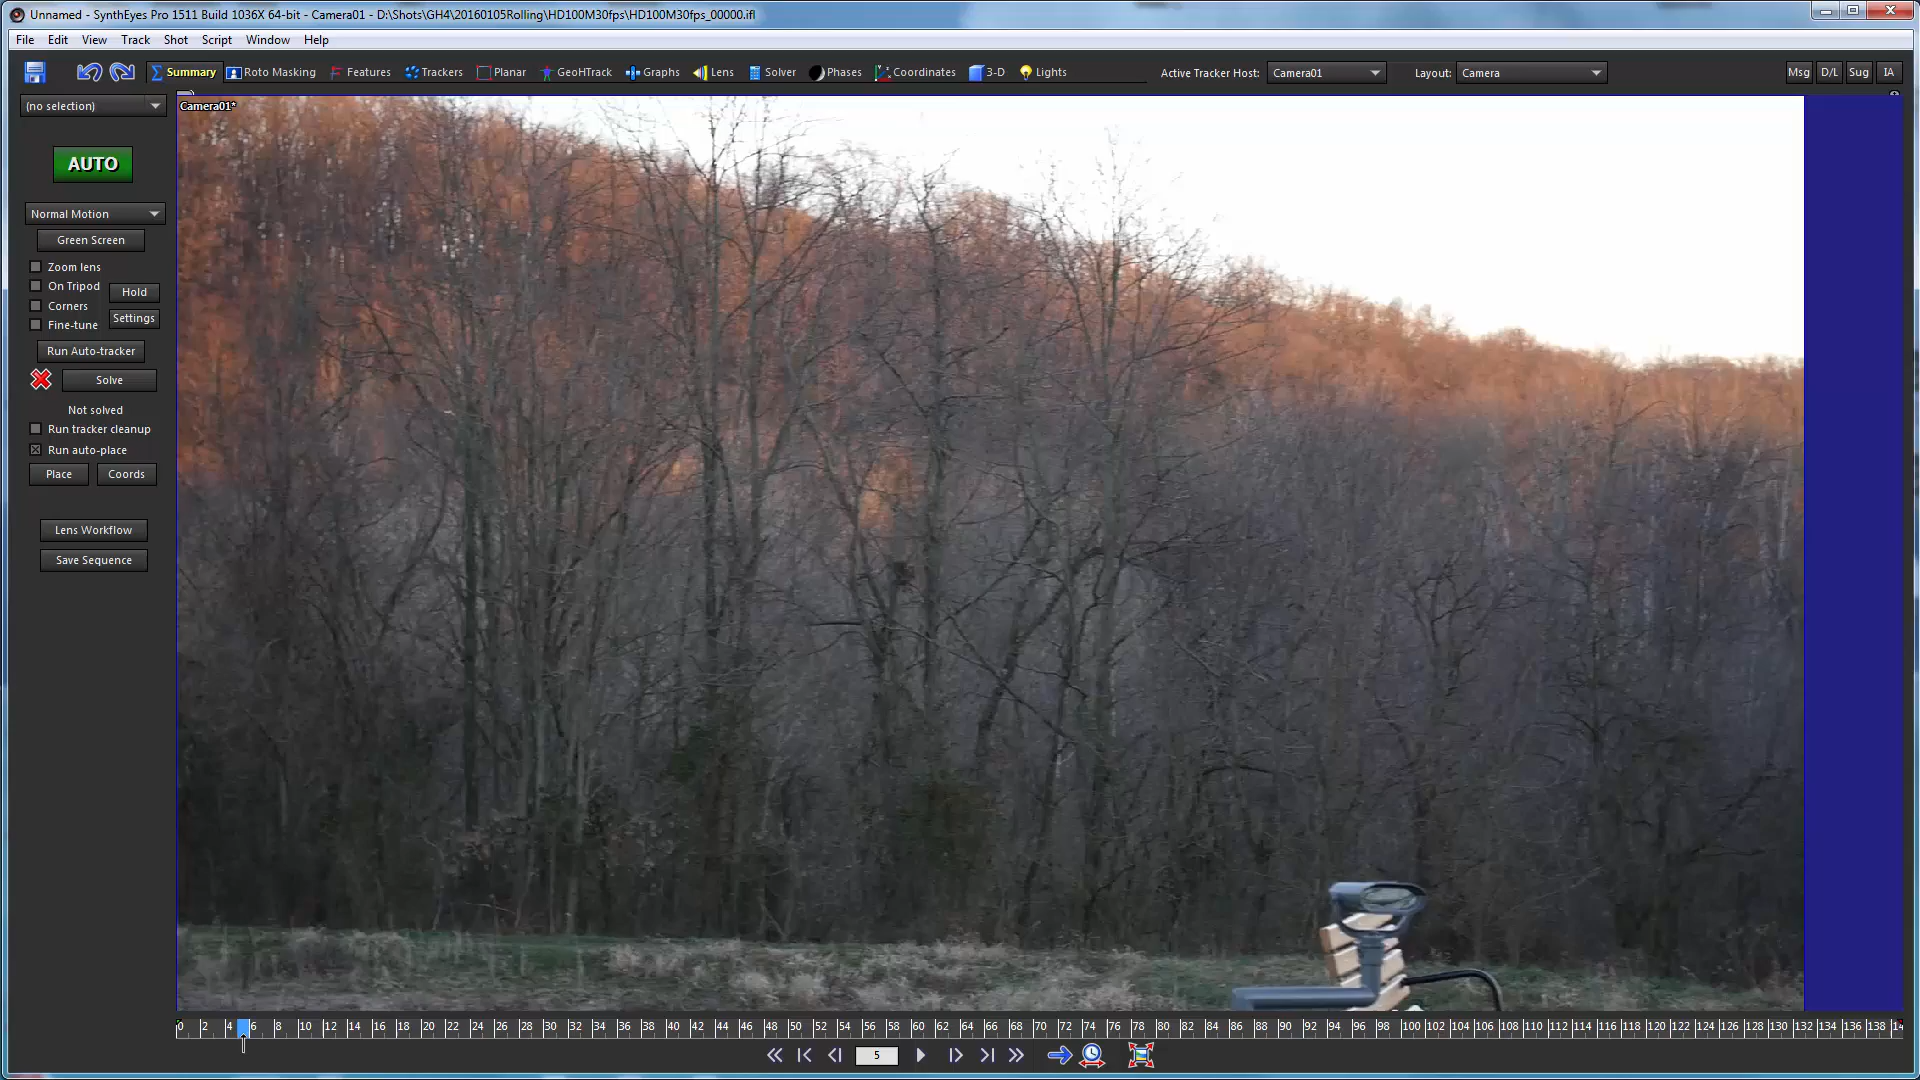 Unnamed - SynthEyes Pro 1511 Build 1036X 64-bit - Camera01 - D:\Shots\GH4\20160105Rolling\HD100M30fps\HD100M30fps_00000.ifl
File Edit View Track Shot Script Window Help
Summary Roto Masking Features Trackers Planar GeoHTrack Graphs Lens Solver Phases Coordinates 3-D Lights Active Tracker Host: Camera01 Layout: Camera Msg D/L Sug IA
(no selection)
Camera01*
AUTO
Normal Motion
Green Screen
Zoom lens
On Tripod
Hold
Corners
Settings
Fine-tune
Run Auto-tracker
Solve
Not solved
Run tracker cleanup
Run auto-place
Place Coords
Lens Workflow
Save Sequence
0 2 4 6 8 10 12 14 16 18 20 22 24 26 28 30 32 34 36 38 40 42 44 46 48 50 52 54 56 58 60 62 64 66 68 70 72 74 76 78 80 82 84 86 88 90 92 94 96 98 100 102 104 106 108 110 112 114 116 118 120 122 124 126 128 130 132 134 136 138
5